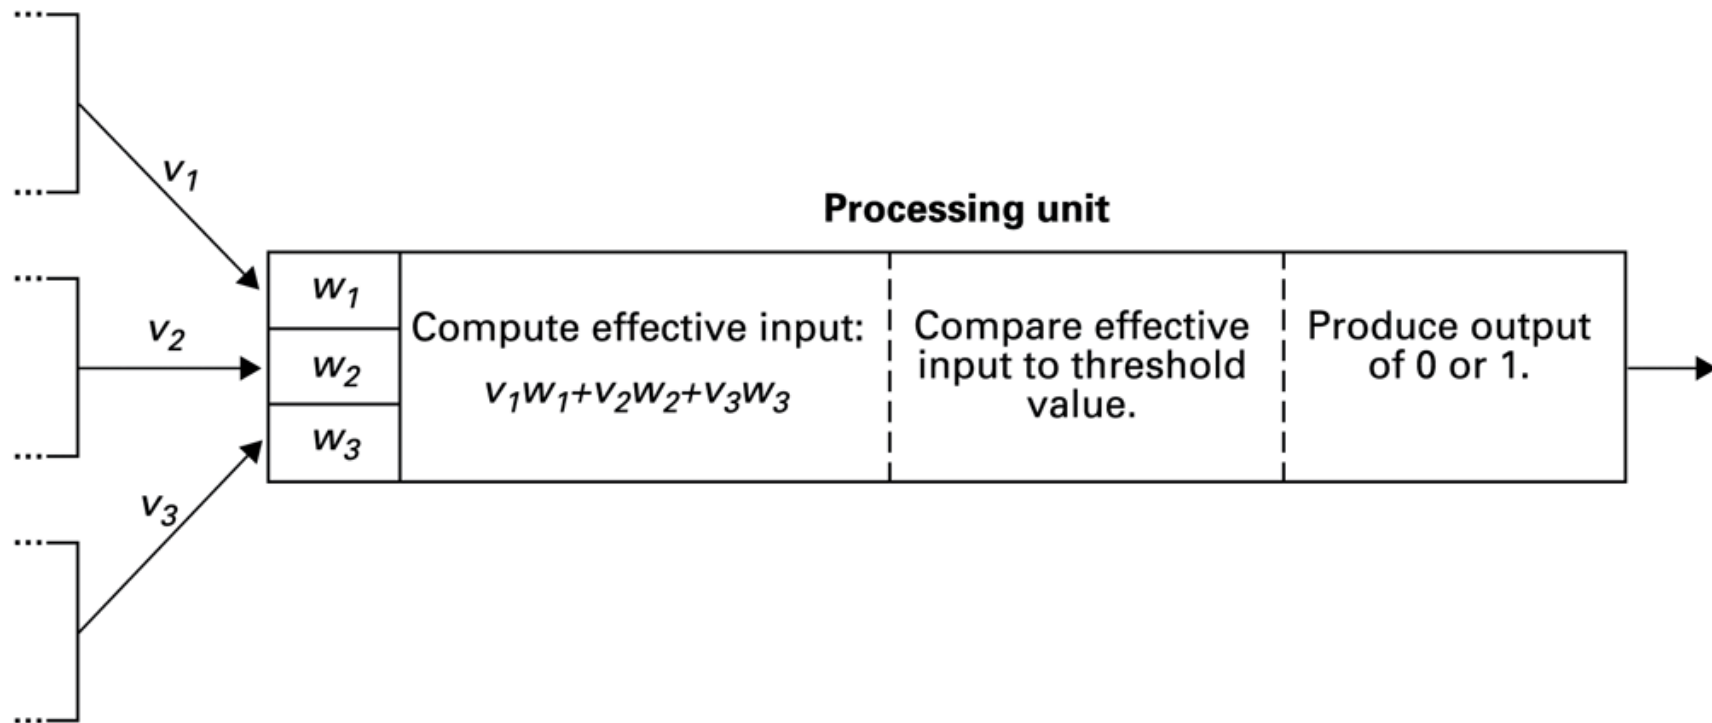 v1
v2
v3
Processing unit
w1
w2
w3
Compute effective input:
v1w1+v2w2+v3w3
Compare effective
input to threshold
value.
Produce output
of 0 or 1.